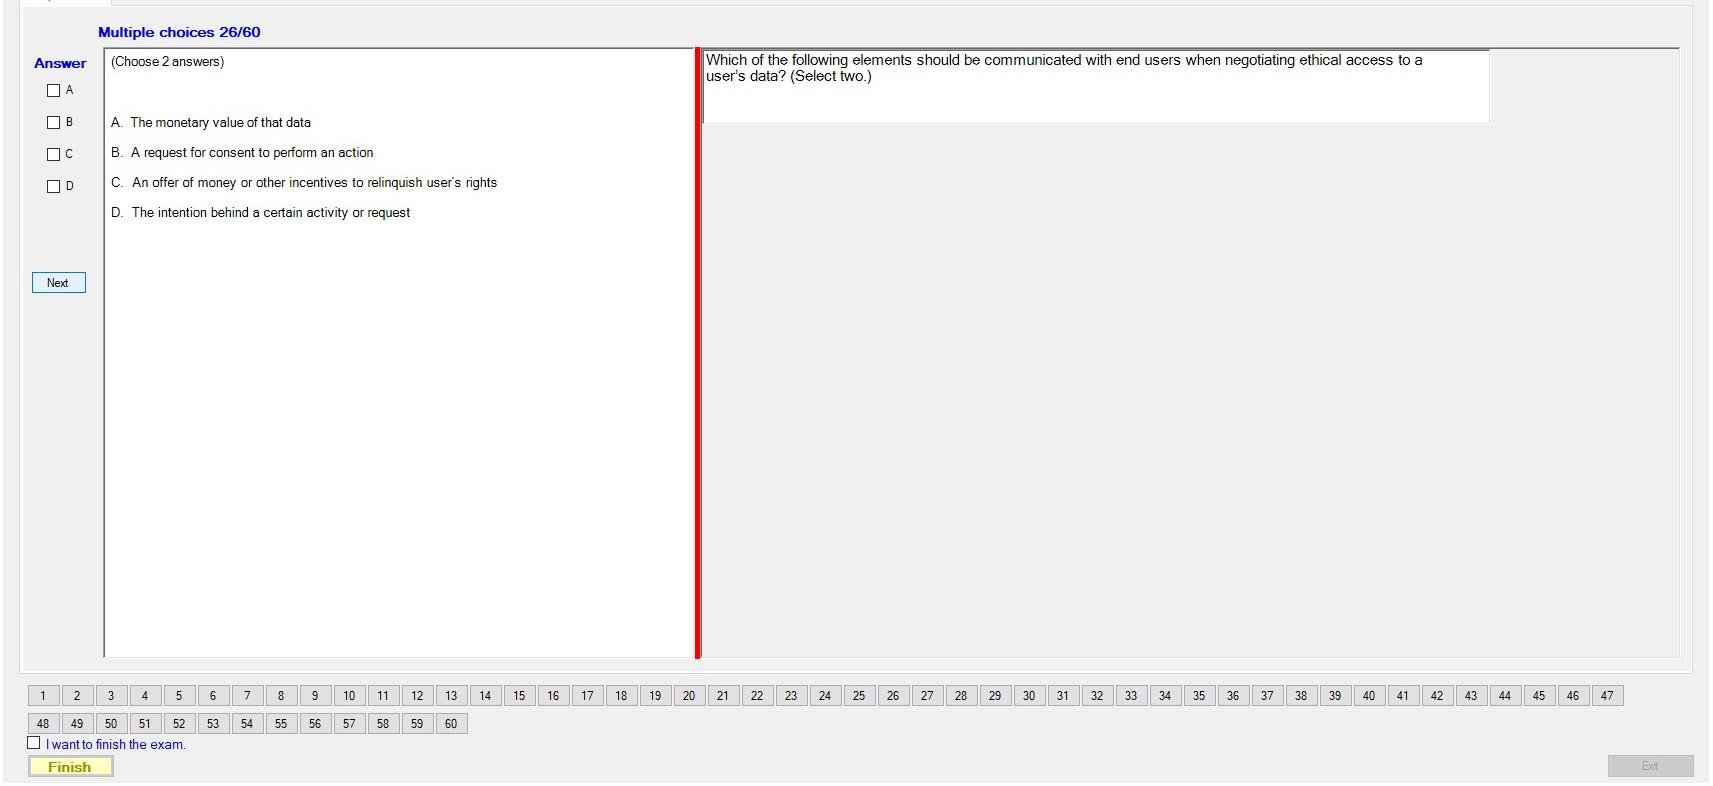 Multiple choices 26/60
Answer
A
B
C
D
Next
(Choose 2 answers)
A. The monetary value of that data
B. A request for consent to perform an action
C. An offer of money or other incentives to relinquish user's rights
D. The intention behind a certain activity or request
Which of the following elements should be communicated with end users when negotiating ethical access to a
user's data? (Select two.)
1 2 3 4 5 6 7 8 9 10 11 12 13 14 15 16 17 18 19 20 21 22 23 24 25 26 27 28 29 30 31 32 33 34 35 36 37 38 39 40 41 42 43 44 45 46 47
48 49 50 51 52 53 54 55 56 57 58 59 60
I want to finish the exam.
Finish
Exit